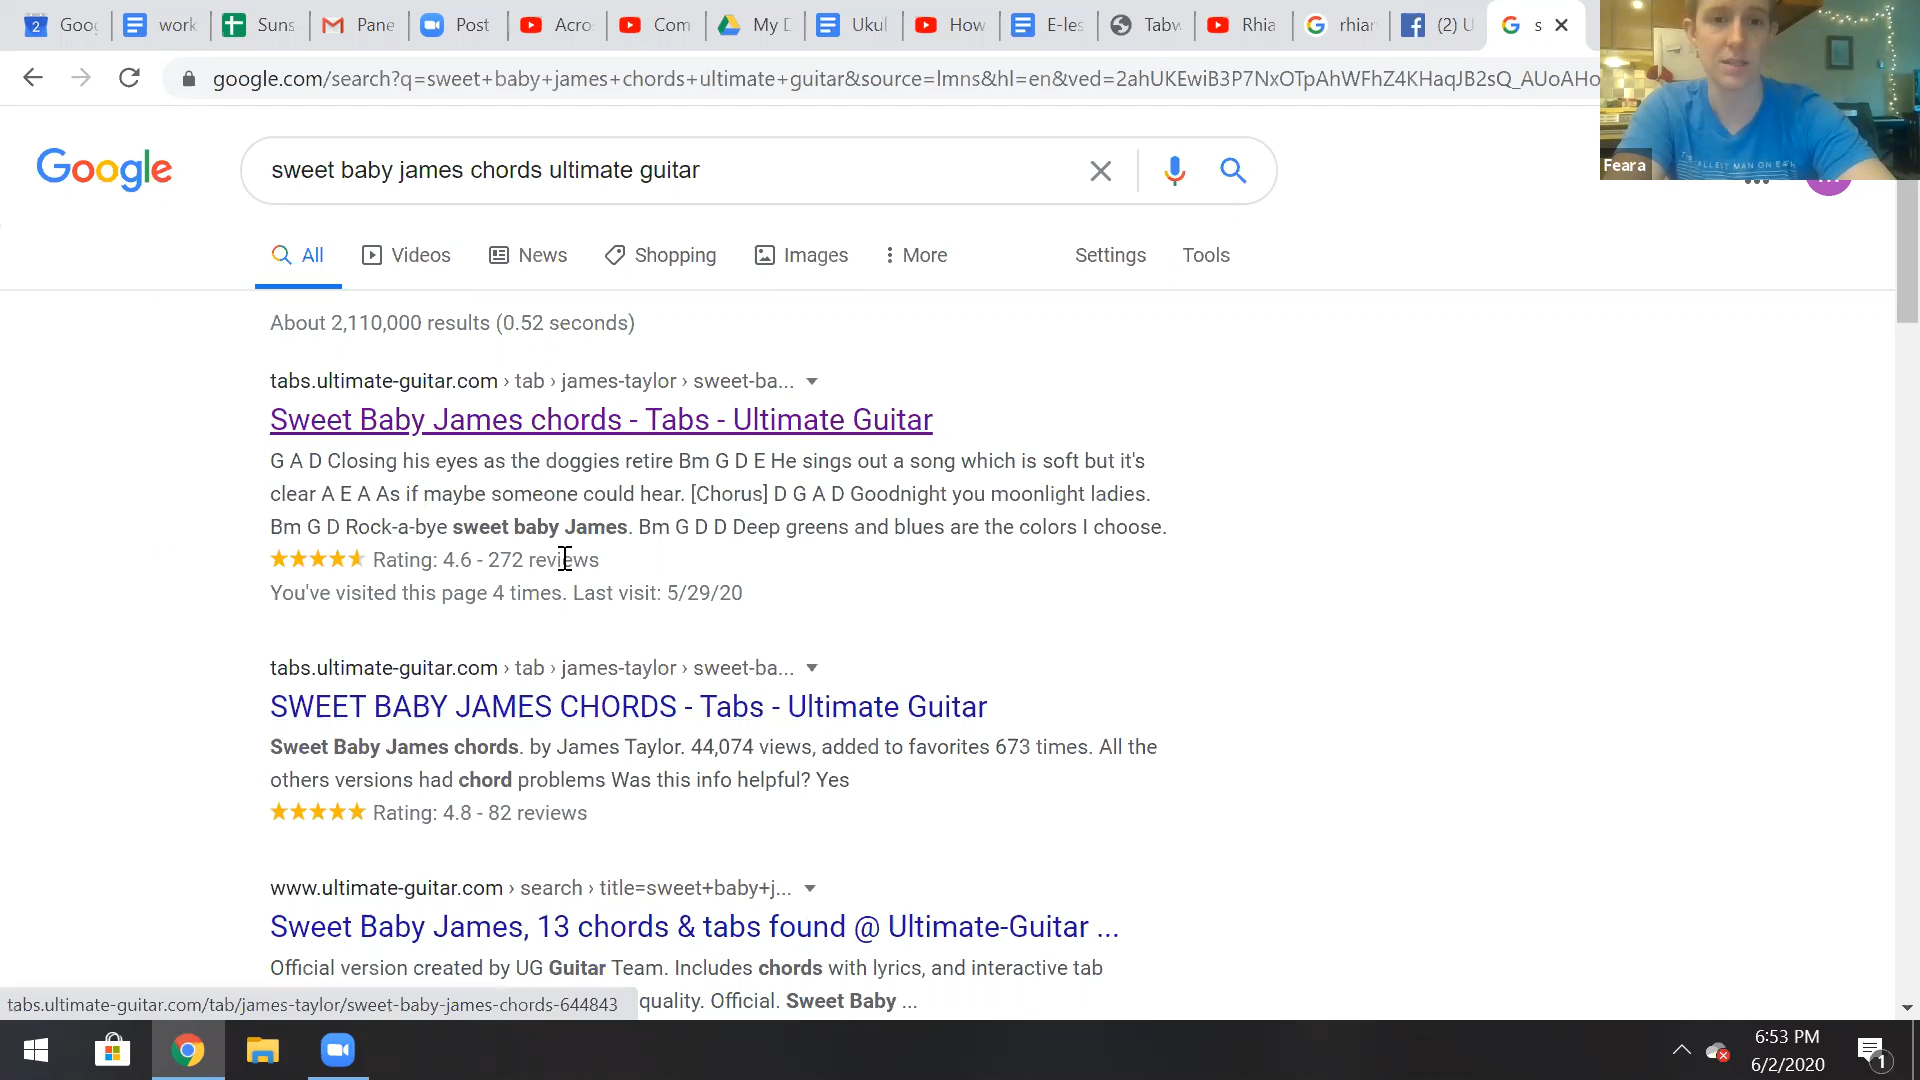 2 Goog
work
Suns
Pane
Post
Acro
Com
My D
Ukul
How
E-les
Tabw
Rhia
rhian
(2) U
s
google.com/search?q=sweet+baby+james+chords+ultimate+guitar&source=lmns&hl=en&ved=2ahUKEwiB3P7NxOTpAhWFhZ4KHaqJB2sQ_AUoAHo
Feara
Google
sweet baby james chords ultimate guitar
All
Videos
News
Shopping
Images
More
Settings
Tools
About 2,110,000 results (0.52 seconds)
tabs.ultimate-guitar.com › tab › james-taylor › sweet-ba...
Sweet Baby James chords - Tabs - Ultimate Guitar
G A D Closing his eyes as the doggies retire Bm G D E He sings out a song which is soft but it's
clear A E A As if maybe someone could hear. [Chorus] D G A D Goodnight you moonlight ladies.
Bm G D Rock-a-bye sweet baby James. Bm G D D Deep greens and blues are the colors I choose.
Rating: 4.6 - 272 reviews
You've visited this page 4 times. Last visit: 5/29/20
tabs.ultimate-guitar.com › tab › james-taylor › sweet-ba...
SWEET BABY JAMES CHORDS - Tabs - Ultimate Guitar
Sweet Baby James chords. by James Taylor. 44,074 views, added to favorites 673 times. All the
others versions had chord problems Was this info helpful? Yes
Rating: 4.8 - 82 reviews
www.ultimate-guitar.com › search › title=sweet+baby+j...
Sweet Baby James, 13 chords & tabs found @ Ultimate-Guitar ...
Official version created by UG Guitar Team. Includes chords with lyrics, and interactive tab
quality. Official. Sweet Baby ...
tabs.ultimate-guitar.com/tab/james-taylor/sweet-baby-james-chords-644843
6:53 PM
6/2/2020
1